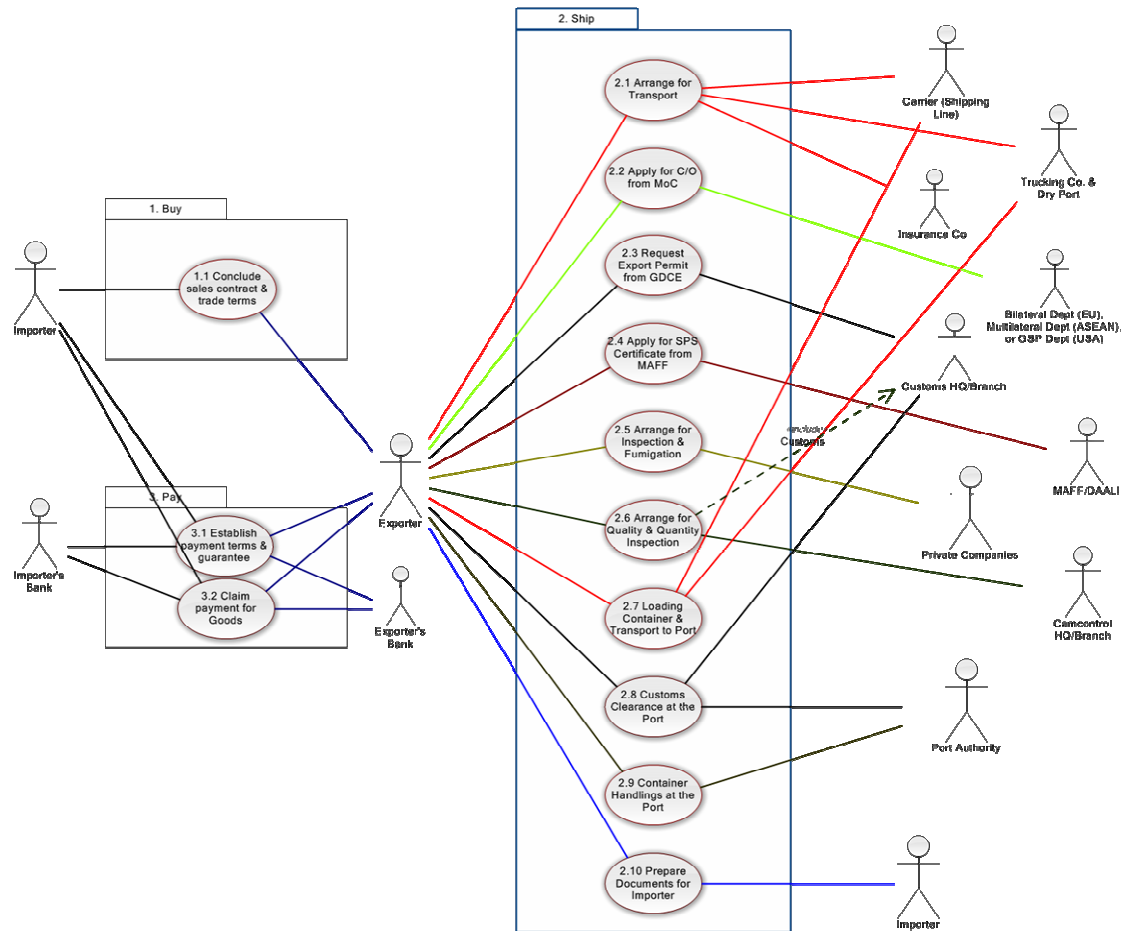 2. Ship
2.1 Arrange for
Transport
Carrier (Shipping
Line)
2.2 Apply for C/O
from MoC
Trucking Co. &
Dry Port
1. Buy
Insurance Co
1.1 Conclude
sales contract &
trade terms
2.3 Request
Export Permit
from GDCE
Importer
Bilateral Dept (EU),
Multilateral Dept (ASEAN),
or GSP Dept (USA)
2.4 Apply for SPS
Certificate from
MAFF
Customs HQ/Branch
2.5 Arrange for
Inspection &
Fumigation
include
Customs
MAFF/DAALI
3. Pay
Exporter
3.1 Establish
payment terms &
guarantee
2.6 Arrange for
Quality & Quantity
Inspection
Private Companies
Importer's
Bank
3.2 Claim
payment for
Goods
Exporter's
Bank
2.7 Loading
Container &
Transport to Port
Camcontrol
HQ/Branch
2.8 Customs
Clearance at the
Port
Port Authority
2.9 Container
Handlings at the
Port
2.10 Prepare
Documents for
Importer
Importer